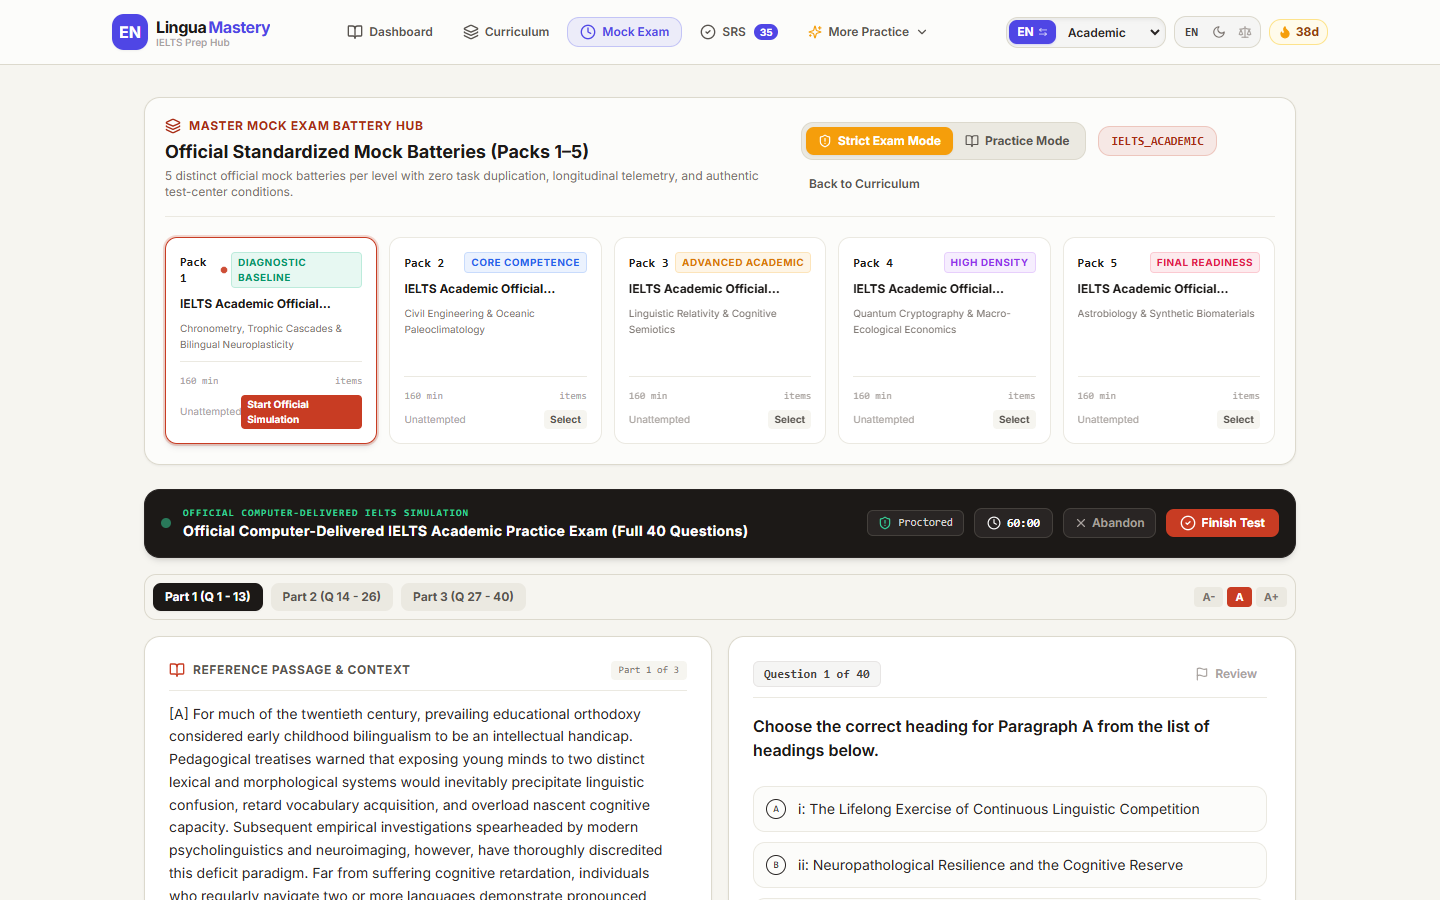 EN
LinguaMastery
IELTS Prep Hub
Dashboard
Curriculum
Mock Exam
SRS 35
More Practice
EN
Academic
EN
38d
MASTER MOCK EXAM BATTERY HUB
Official Standardized Mock Batteries (Packs 1–5)
5 distinct official mock batteries per level with zero task duplication, longitudinal telemetry, and authentic
test-center conditions.
Strict Exam Mode
Practice Mode
IELTS_ACADEMIC
Back to Curriculum
Pack
1
DIAGNOSTIC
BASELINE
IELTS Academic Official...
Chronometry, Trophic Cascades &
Bilingual Neuroplasticity
160 min
items
Unattempted
Start Official
Simulation
Pack 2
CORE COMPETENCE
IELTS Academic Official...
Civil Engineering & Oceanic
Paleoclimatology
160 min
items
Unattempted
Select
Pack 3
ADVANCED ACADEMIC
IELTS Academic Official...
Linguistic Relativity & Cognitive
Semiotics
160 min
items
Unattempted
Select
Pack 4
HIGH DENSITY
IELTS Academic Official...
Quantum Cryptography & Macro-
Ecological Economics
160 min
items
Unattempted
Select
Pack 5
FINAL READINESS
IELTS Academic Official...
Astrobiology & Synthetic Biomaterials
160 min
items
Unattempted
Select
OFFICIAL COMPUTER-DELIVERED IELTS SIMULATION
Official Computer-Delivered IELTS Academic Practice Exam (Full 40 Questions)
Proctored
60:00
Abandon
Finish Test
Part 1 (Q 1 - 13)
Part 2 (Q 14 - 26)
Part 3 (Q 27 - 40)
A-
A
A+
REFERENCE PASSAGE & CONTEXT
Part 1 of 3
[A] For much of the twentieth century, prevailing educational orthodoxy
considered early childhood bilingualism to be an intellectual handicap.
Pedagogical treatises warned that exposing young minds to two distinct
lexical and morphological systems would inevitably precipitate linguistic
confusion, retard vocabulary acquisition, and overload nascent cognitive
capacity. Subsequent empirical investigations spearheaded by modern
psycholinguistics and neuroimaging, however, have thoroughly discredited
this deficit paradigm. Far from suffering cognitive retardation, individuals
who regularly navigate two or more languages demonstrate pronounced
Question 1 of 40
Review
Choose the correct heading for Paragraph A from the list of
headings below.
A
i: The Lifelong Exercise of Continuous Linguistic Competition
B
ii: Neuropathological Resilience and the Cognitive Reserve